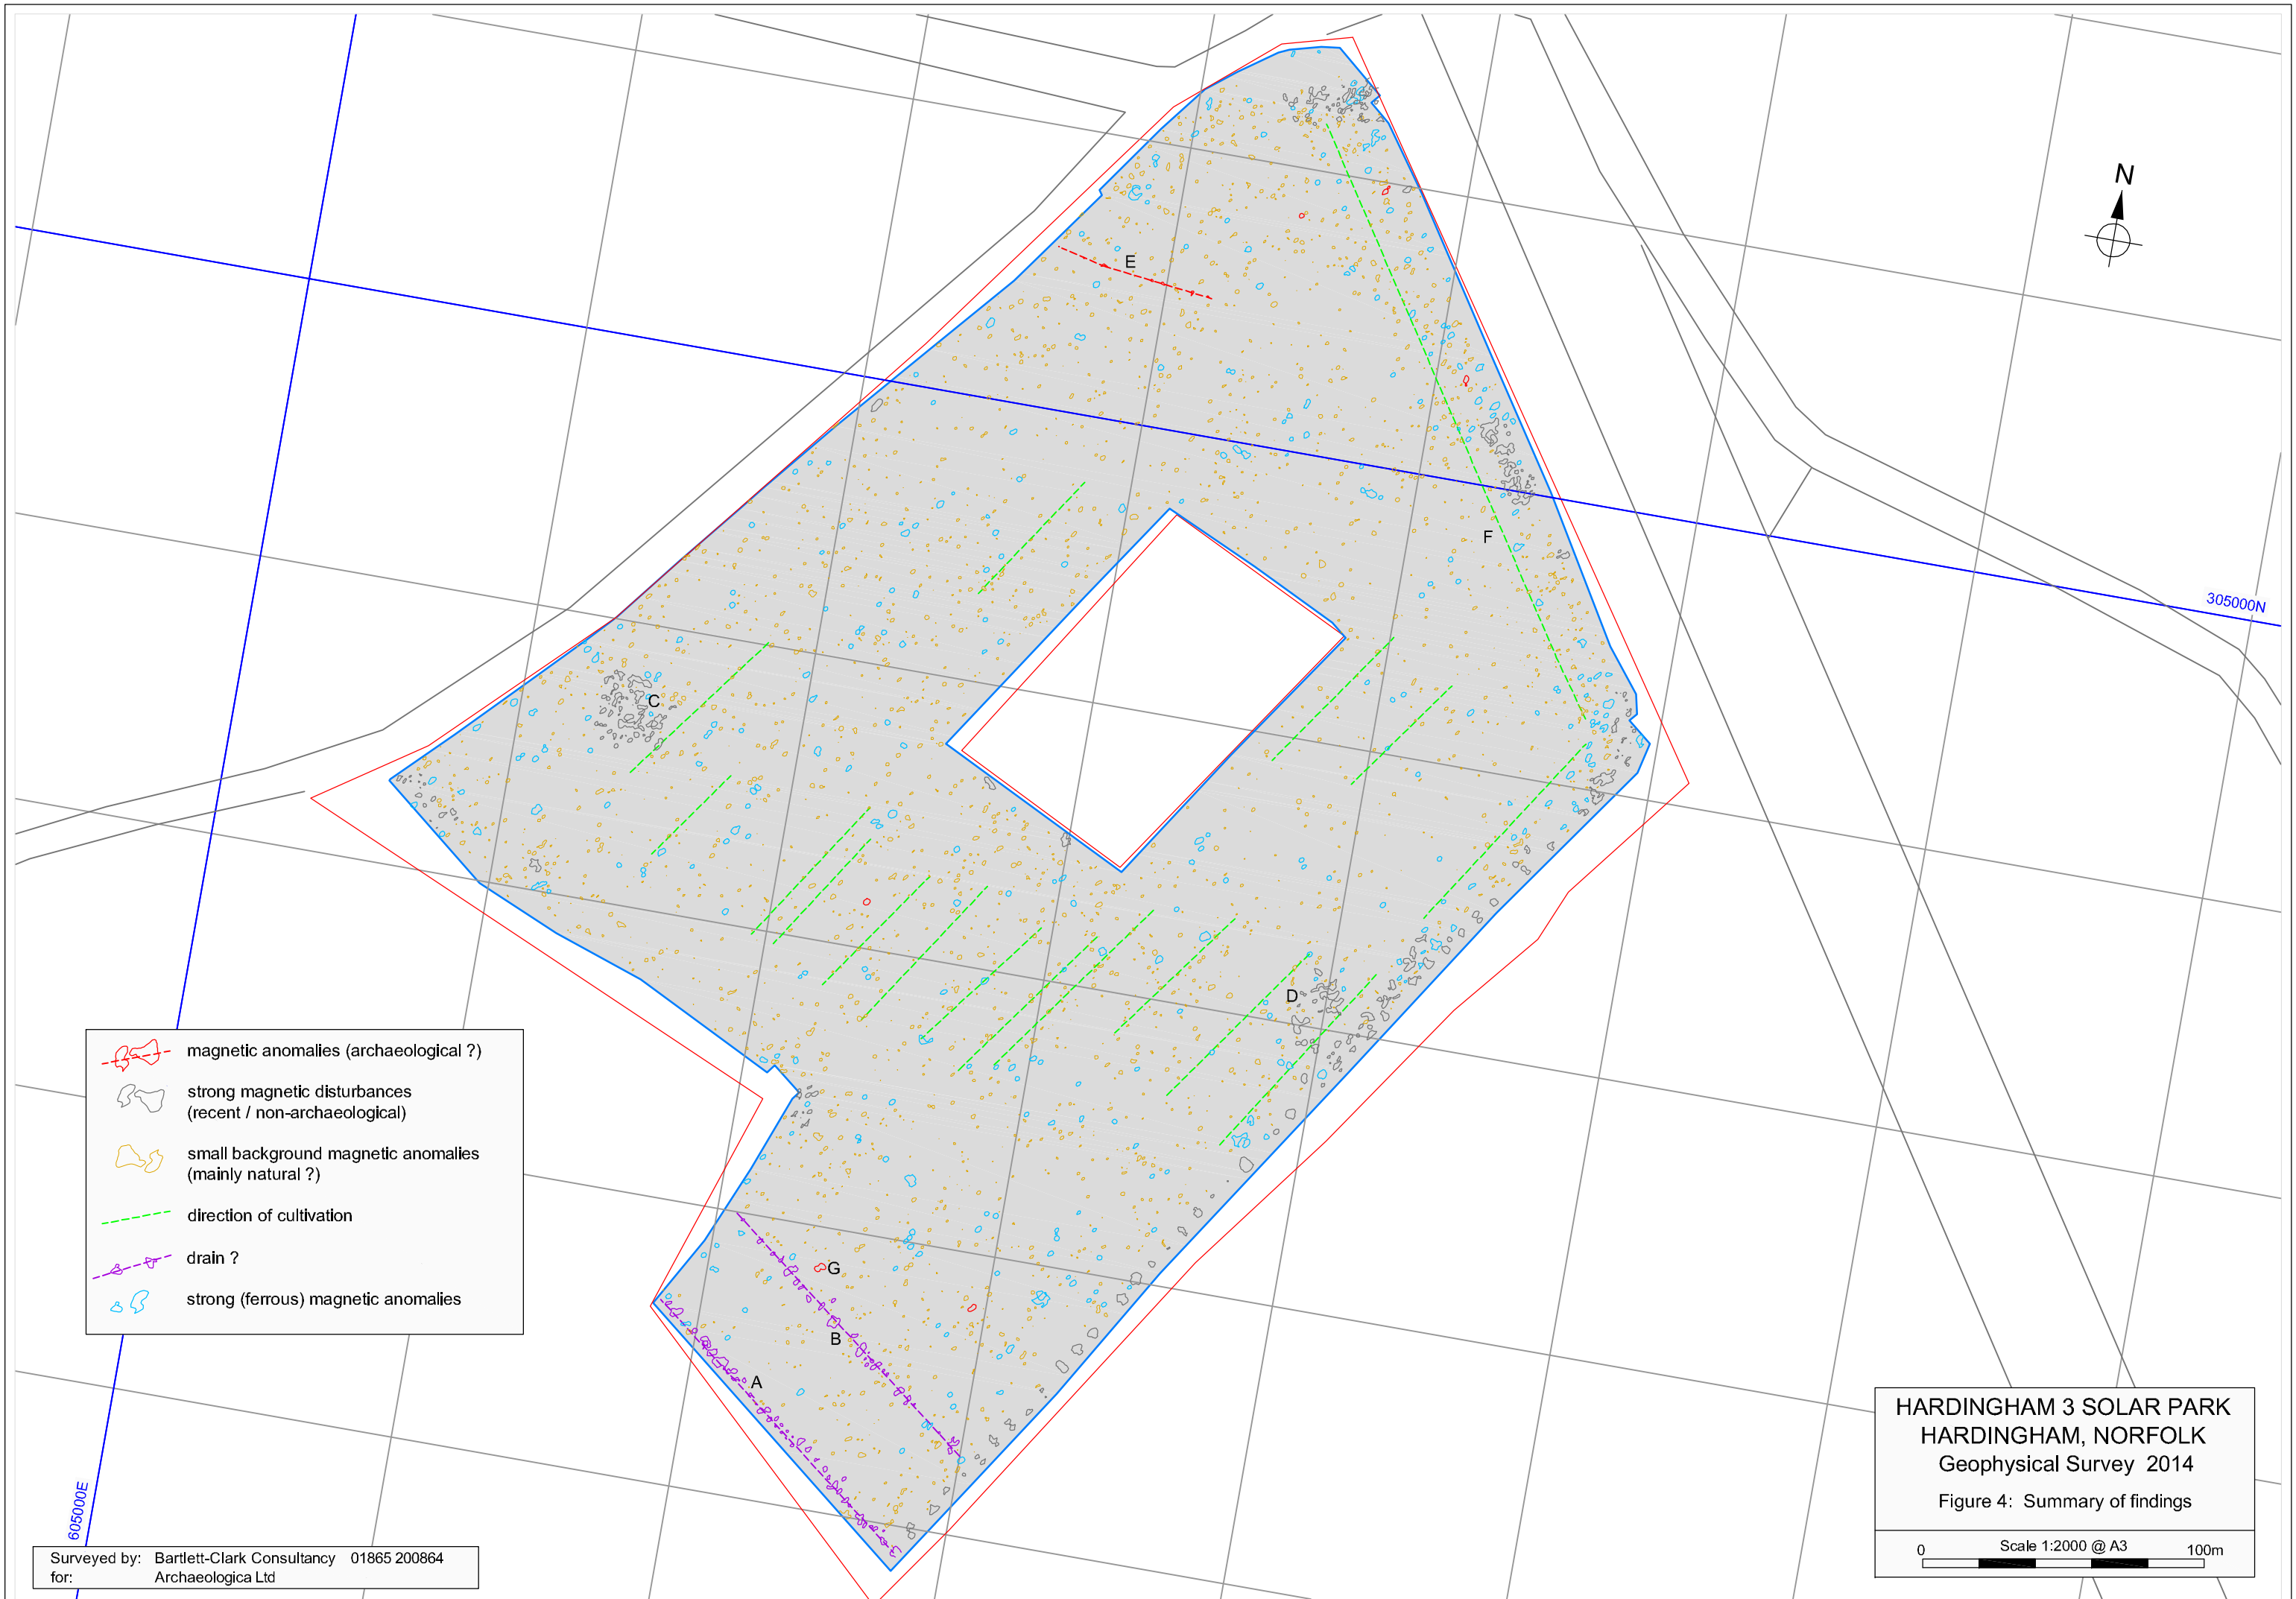 N
E
305000N
F
C
D
magnetic anomalies (archaeological ?)
strong magnetic disturbances
(recent / non-archaeological)
small background magnetic anomalies
(mainly natural ?)
direction of cultivation
drain ?
strong (ferrous) magnetic anomalies
G
B
A
605000E
HARDINGHAM 3 SOLAR PARK
HARDINGHAM, NORFOLK
Geophysical Survey 2014
Figure 4: Summary of findings
Scale 1:2000 @ A3
0 100m
Surveyed by: Bartlett-Clark Consultancy 01865 200864
for: Archaeologica Ltd